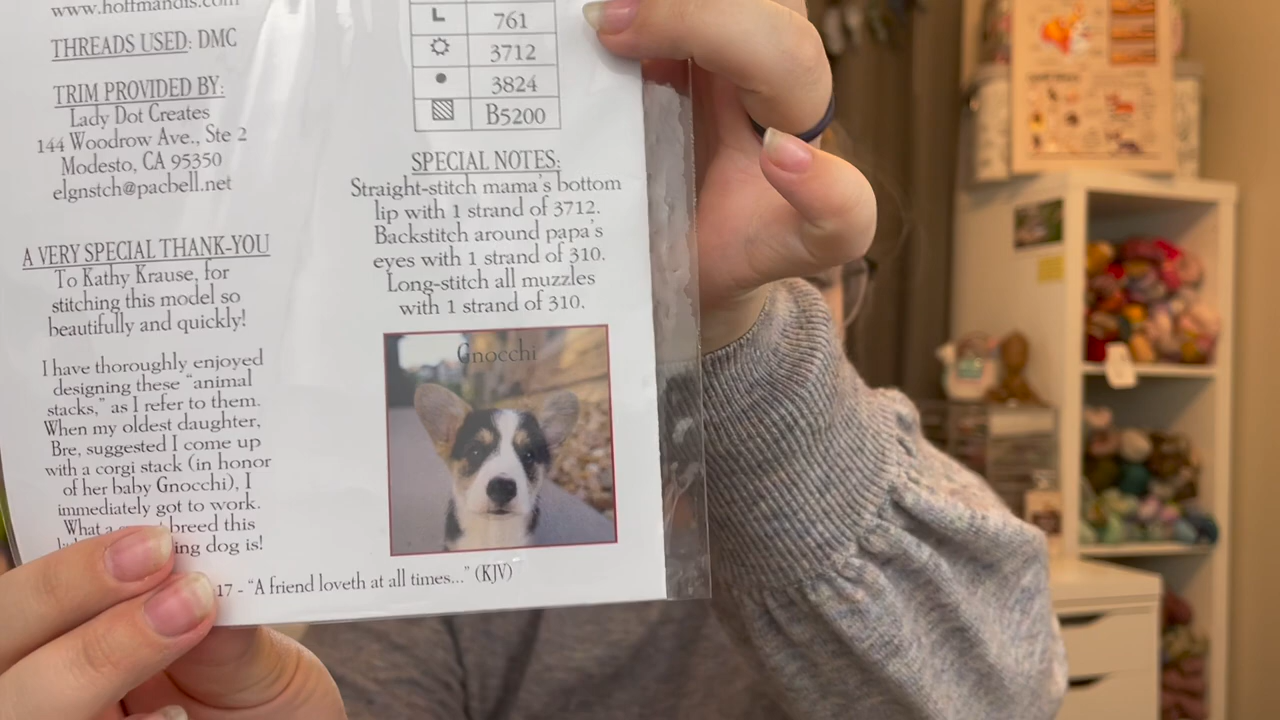 www.hoffmandis.com
THREADS USED: DMC
TRIM PROVIDED BY:
Lady Dot Creates
144 Woodrow Ave., Ste 2
Modesto, CA 95350
elgnstch@pacbell.net
A VERY SPECIAL THANK-YOU
To Kathy Krause, for
stitching this model so
beautifully and quickly!
I have thoroughly enjoyed
designing these "animal
stacks," as I refer to them.
When my oldest daughter,
Bre, suggested I come up
with a corgi stack (in honor
of her baby Gnocchi), I
immediately got to work.
What a breed this
ing dog is!
761
3712
3824
B5200
SPECIAL NOTES:
Straight-stitch mama's bottom
lip with 1 strand of 3712.
Backstitch around papa's
eyes with 1 strand of 310.
Long-stitch all muzzles
with 1 strand of 310.
Gnocchi
17 - "A friend loveth at all times..." (KJV)